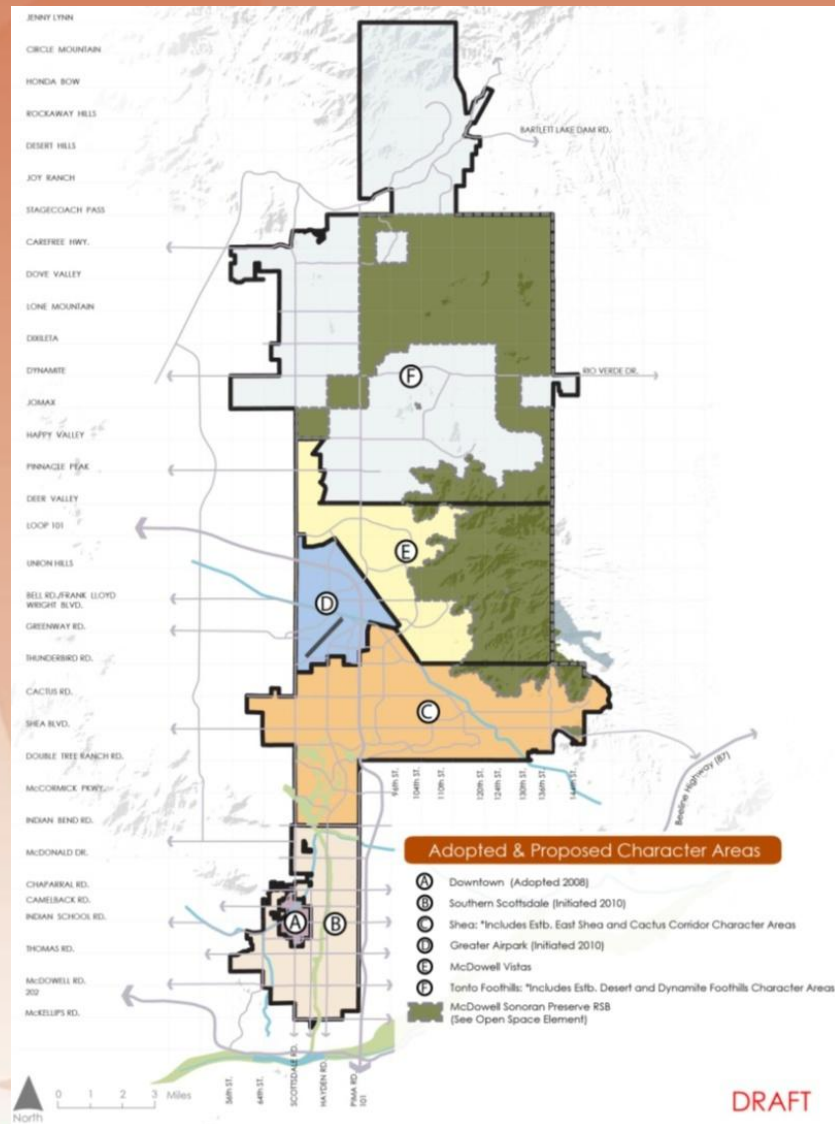 JENNY LYNN
CIRCLE MOUNTAIN
HONDA BOW
ROCKAWAY HILLS
DESERT HILLS
JOY RANCH
STAGECOACH PASS
CAREFREE HWY.
DOVE VALLEY
LONE MOUNTAIN
DIXILETA
DYNAMITE
JOMAX
HAPPY VALLEY
PINNACLE PEAK
DEER VALLEY
LOOP 101
UNION HILLS
BELL RD./FRANK LLOYD
WRIGHT BLVD.
GREENWAY RD.
THUNDERBIRD RD.
CACTUS RD.
SHEA BLVD.
DOUBLE TREE RANCH RD.
McCORMICK PKWY.
INDIAN BEND RD.
McDONALD DR.
CHAPARRAL RD.
CAMELBACK RD.
INDIAN SCHOOL RD.
THOMAS RD.
McDOWELL RD.
202
McKELLIPS RD.
BARTLETT LAKE DAM RD.
RIO VERDE DR.
F
E
D
C
A
B
96th ST.
104th ST.
110th ST.
120th ST.
124th ST.
130th ST.
136th ST.
144th ST.
Beeline Highway (87)
Adopted & Proposed Character Areas
A Downtown (Adopted 2008)
B Southern Scottsdale (Initiated 2010)
C Shea: *Includes Estb. East Shea and Cactus Corridor Character Areas
D Greater Airpark (Initiated 2010)
E McDowell Vistas
F Tonto Foothills: *Includes Estb. Desert and Dynamite Foothills Character Areas
McDowell Sonoran Preserve RSB
(See Open Space Element)
56th ST.
64th ST.
SCOTTSDALE RD.
HAYDEN RD.
PIMA RD.
101
North
0 1 2 3 Miles
DRAFT